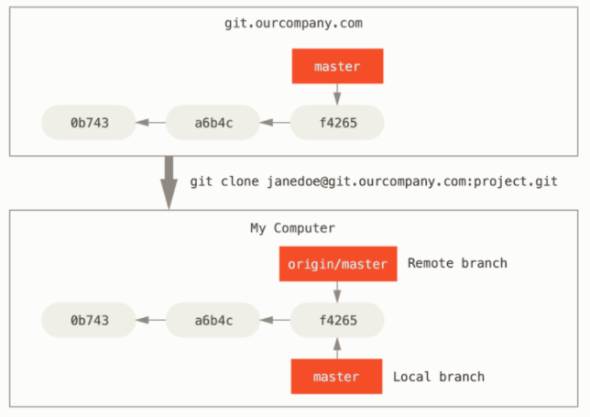 git.ourcompany.com
master
0b743
a6b4c
f4265
git clone janedoe@git.ourcompany.com:project.git
My Computer
origin/master
Remote branch
0b743
a6b4c
f4265
master
Local branch